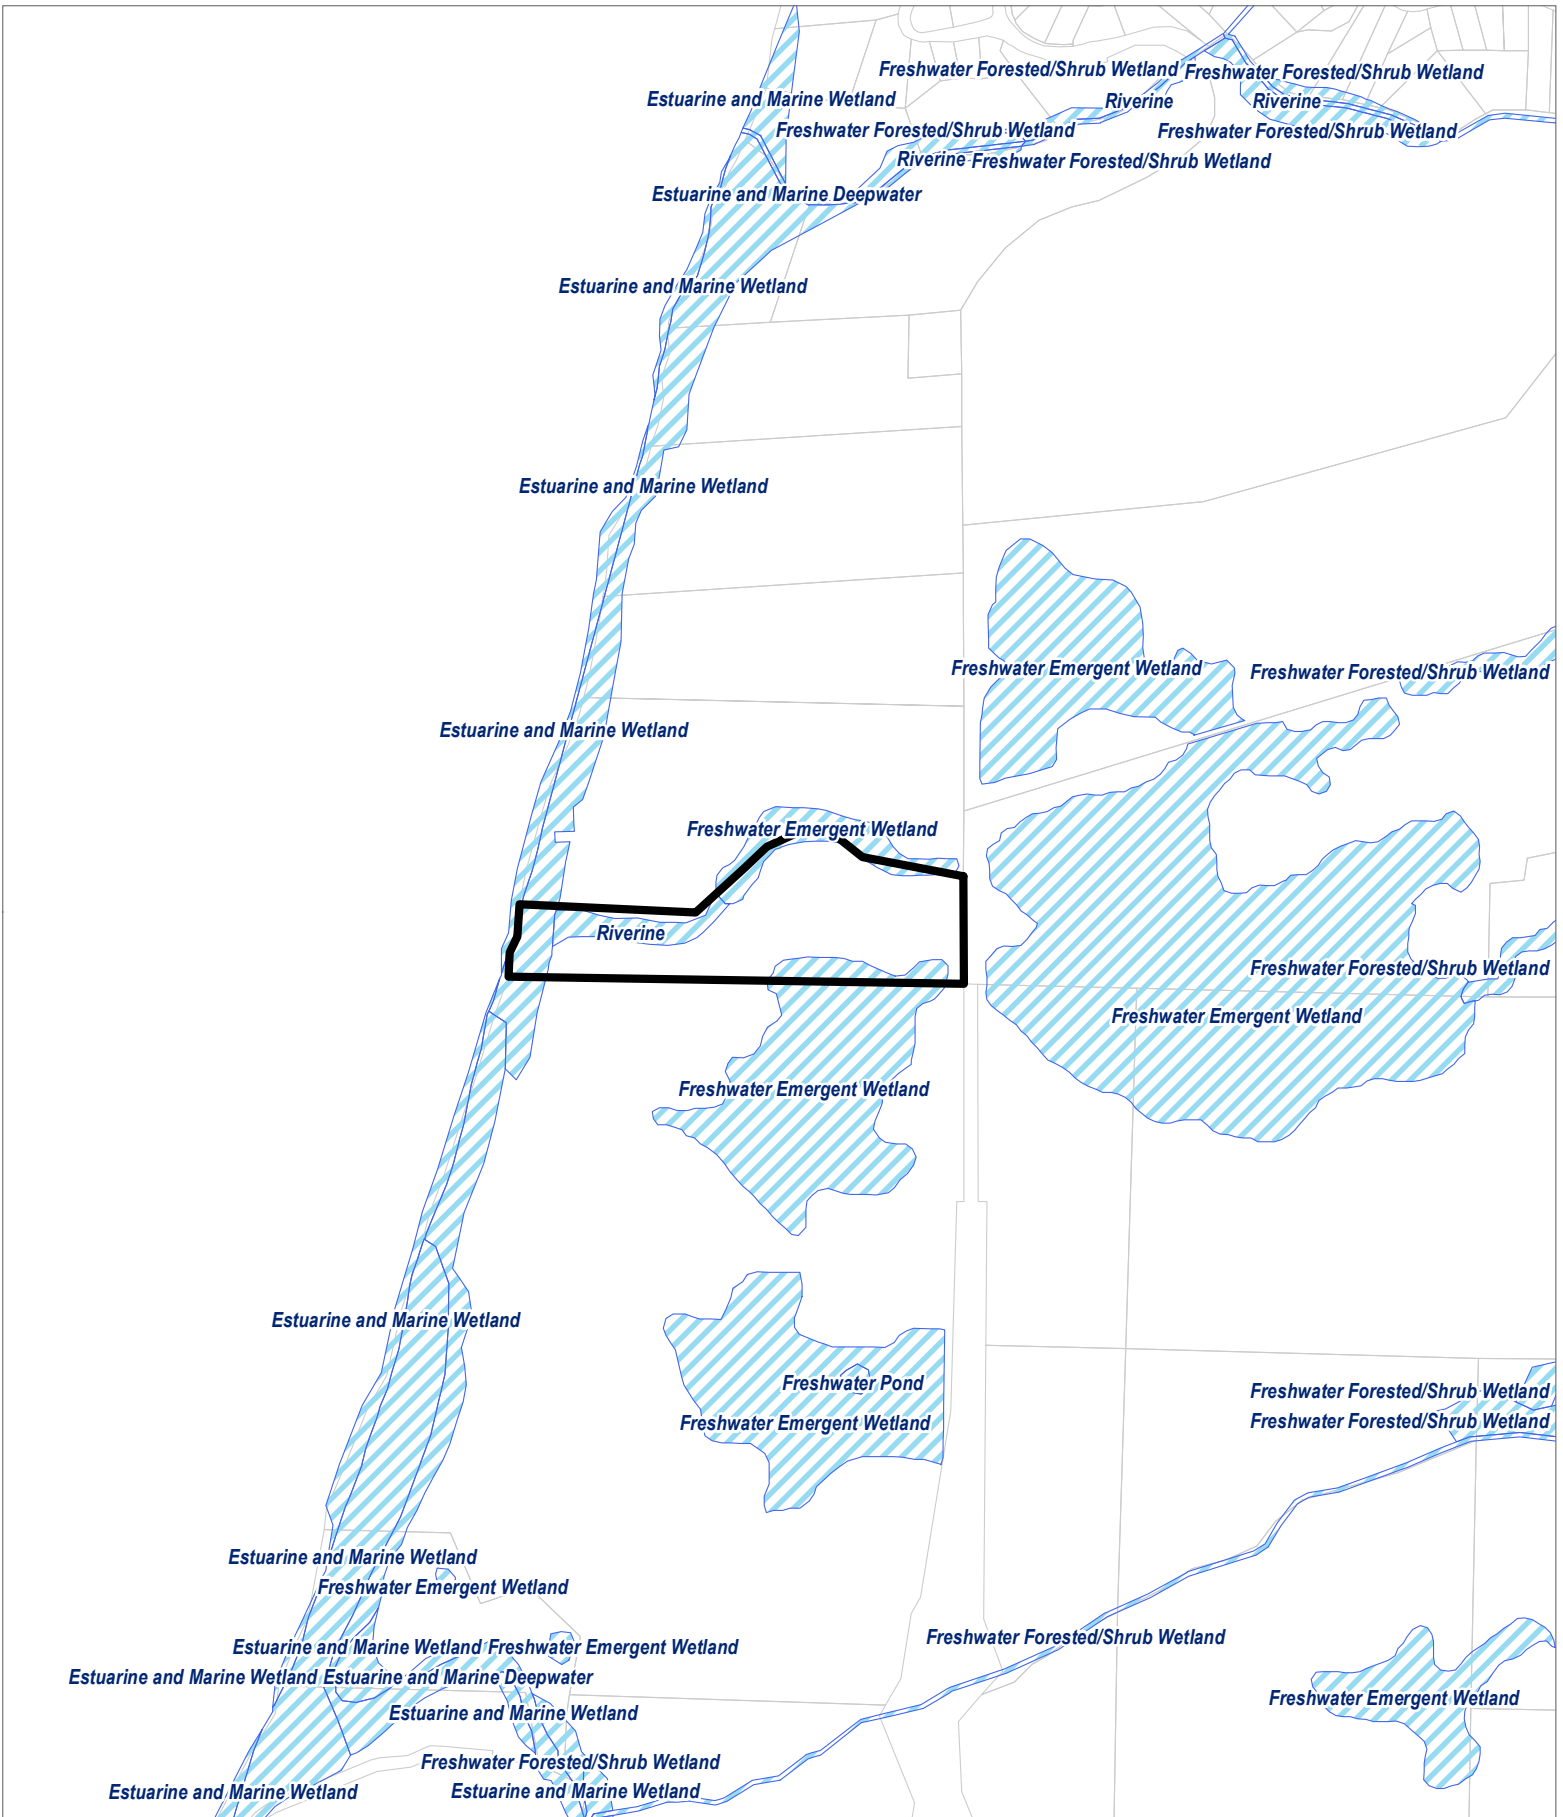 Freshwater Forested/Shrub Wetland Freshwater Forested/Shrub Wetland
Estuarine and Marine Wetland
Riverine
Riverine
Freshwater Forested/Shrub Wetland
Freshwater Forested/Shrub Wetland
Riverine Freshwater Forested/Shrub Wetland
Estuarine and Marine Deepwater
Estuarine and Marine Wetland
Estuarine and Marine Wetland
Freshwater Emergent Wetland
Freshwater Forested/Shrub Wetland
Estuarine and Marine Wetland
Freshwater Emergent Wetland
Riverine
Freshwater Forested/Shrub Wetland
Freshwater Emergent Wetland
Freshwater Emergent Wetland
Estuarine and Marine Wetland
Freshwater Pond
Freshwater Forested/Shrub Wetland
Freshwater Emergent Wetland
Freshwater Forested/Shrub Wetland
Estuarine and Marine Wetland
Freshwater Emergent Wetland
Freshwater Forested/Shrub Wetland
Estuarine and Marine Wetland Freshwater Emergent Wetland
Estuarine and Marine Wetland Estuarine and Marine Deepwater
Freshwater Emergent Wetland
Estuarine and Marine Wetland
Freshwater Forested/Shrub Wetland
Estuarine and Marine Wetland
Estuarine and Marine Wetland